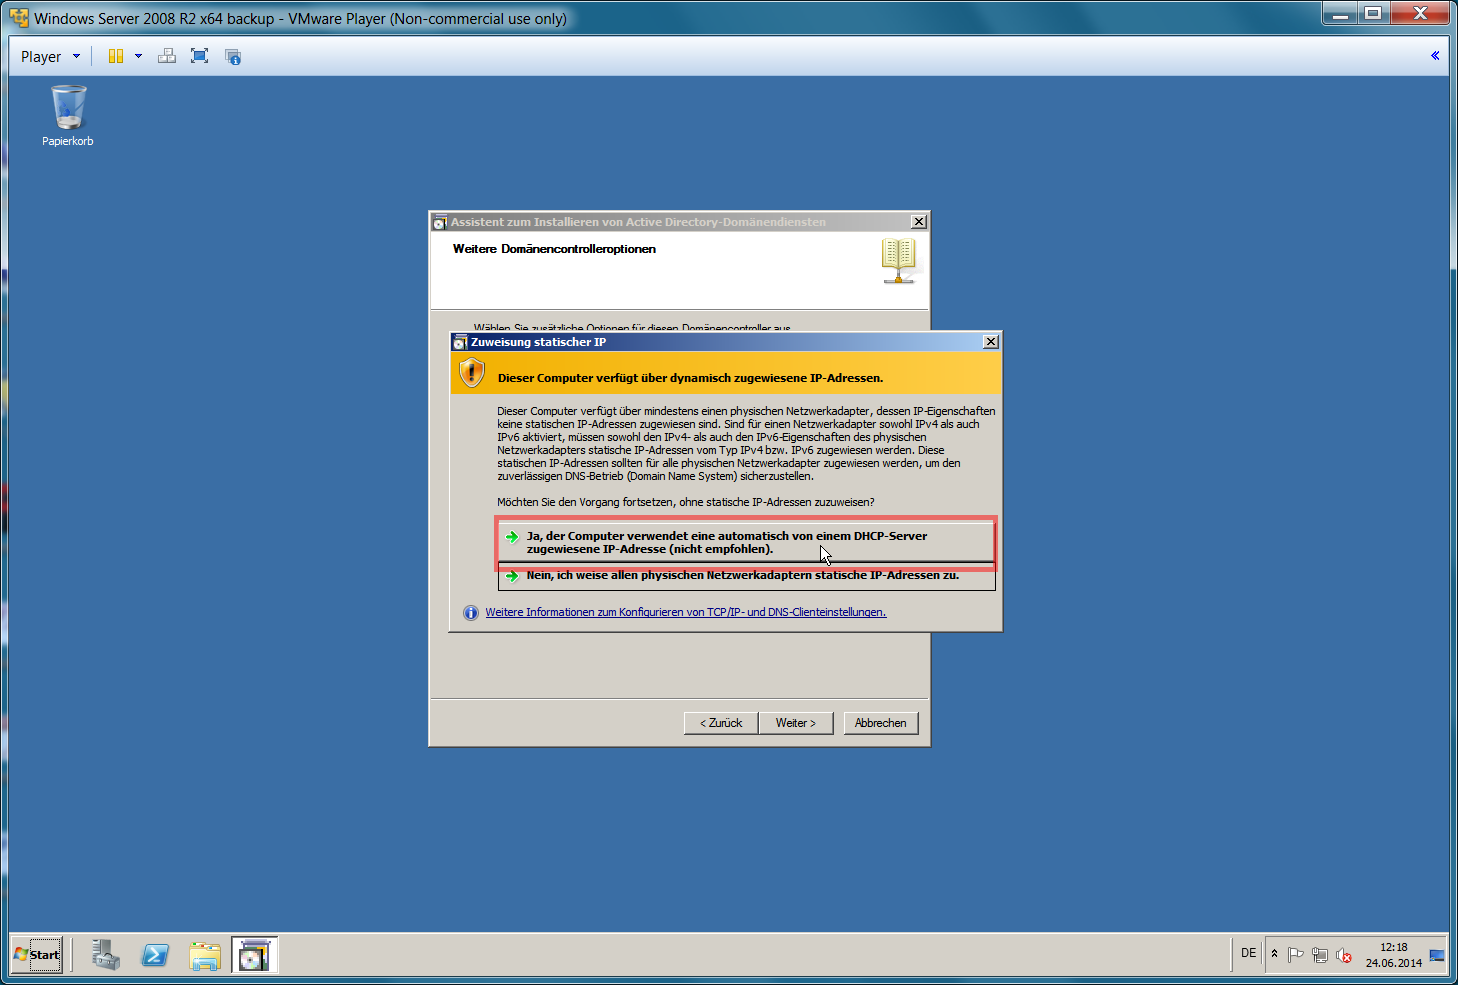 Windows Server 2008 R2 x64 backup - VMware Player (Non-commercial use only)
Player
Papierkorb
Assistent zum Installieren von Active Directory-Domänendiensten
Weitere Domänencontrolleroptionen
Wählen Sie zusätzliche Optionen für diesen Domänencontroller aus
Zuweisung statischer IP
Dieser Computer verfügt über dynamisch zugewiesene IP-Adressen.
Dieser Computer verfügt über mindestens einen physischen Netzwerkadapter, dessen IP-Eigenschaften
keine statischen IP-Adressen zugewiesen sind. Sind für einen Netzwerkadapter sowohl IPv4 als auch
IPv6 aktiviert, müssen sowohl den IPv4- als auch den IPv6-Eigenschaften des physischen
Netzwerkadapters statische IP-Adressen vom Typ IPv4 bzw. IPv6 zugewiesen werden. Diese
statischen IP-Adressen sollten für alle physischen Netzwerkadapter zugewiesen werden, um den
zuverlässigen DNS-Betrieb (Domain Name System) sicherzustellen.
Möchten Sie den Vorgang fortsetzen, ohne statische IP-Adressen zuzuweisen?
Ja, der Computer verwendet eine automatisch von einem DHCP-Server
zugewiesene IP-Adresse (nicht empfohlen).
Nein, ich weise allen physischen Netzwerkadaptern statische IP-Adressen zu.
Weitere Informationen zum Konfigurieren von TCP/IP- und DNS-Clienteinstellungen.
< Zurück
Weiter >
Abbrechen
Start
DE
12:18
24.06.2014